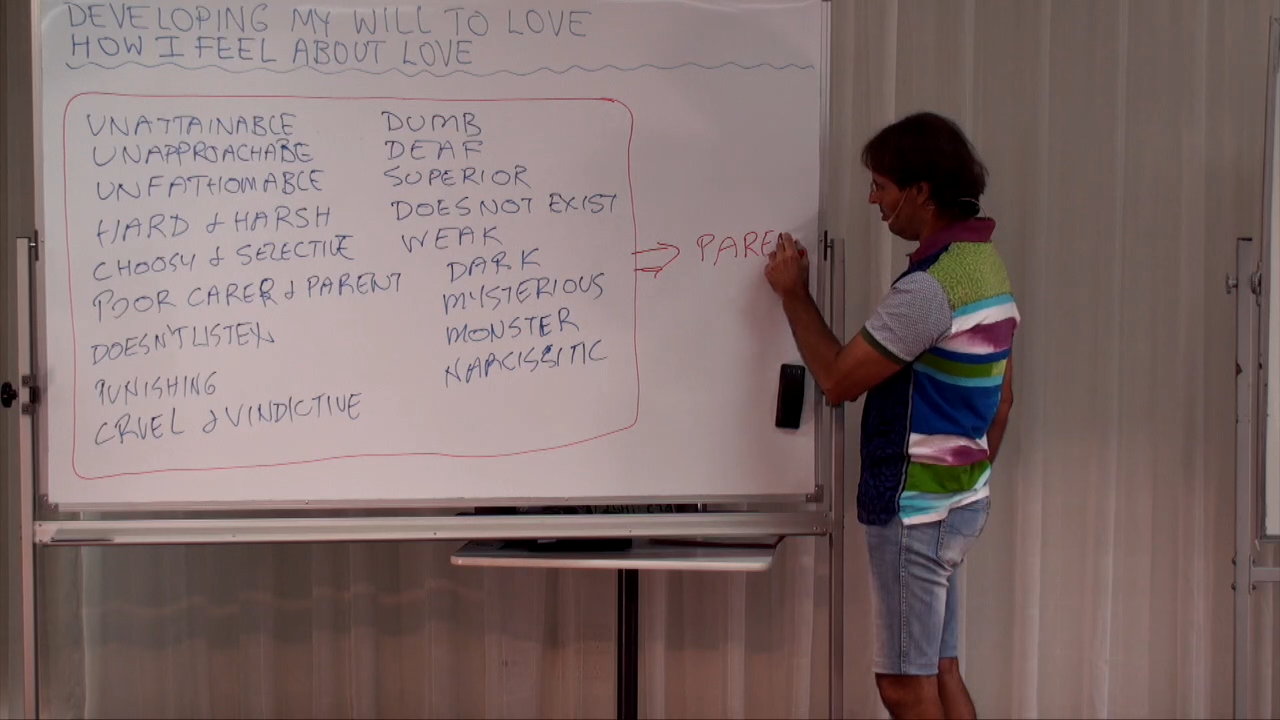 DEVELOPING MY WILL TO LOVE
HOW I FEEL ABOUT LOVE
UNATTAINABLE
UNAPPROACHABE
UNFATHOMABLE
HARD & HARSH
CHOOSY & SELECTIVE
POOR CARER & PARENT
DOESN'T LISTEN
PUNISHING
CRUEL & VINDICTIVE
DUMB
DEAF
SUPERIOR
DOES NOT EXIST
WEAK
DARK
MYSTERIOUS
MONSTER
NARCISSITIC
PARE